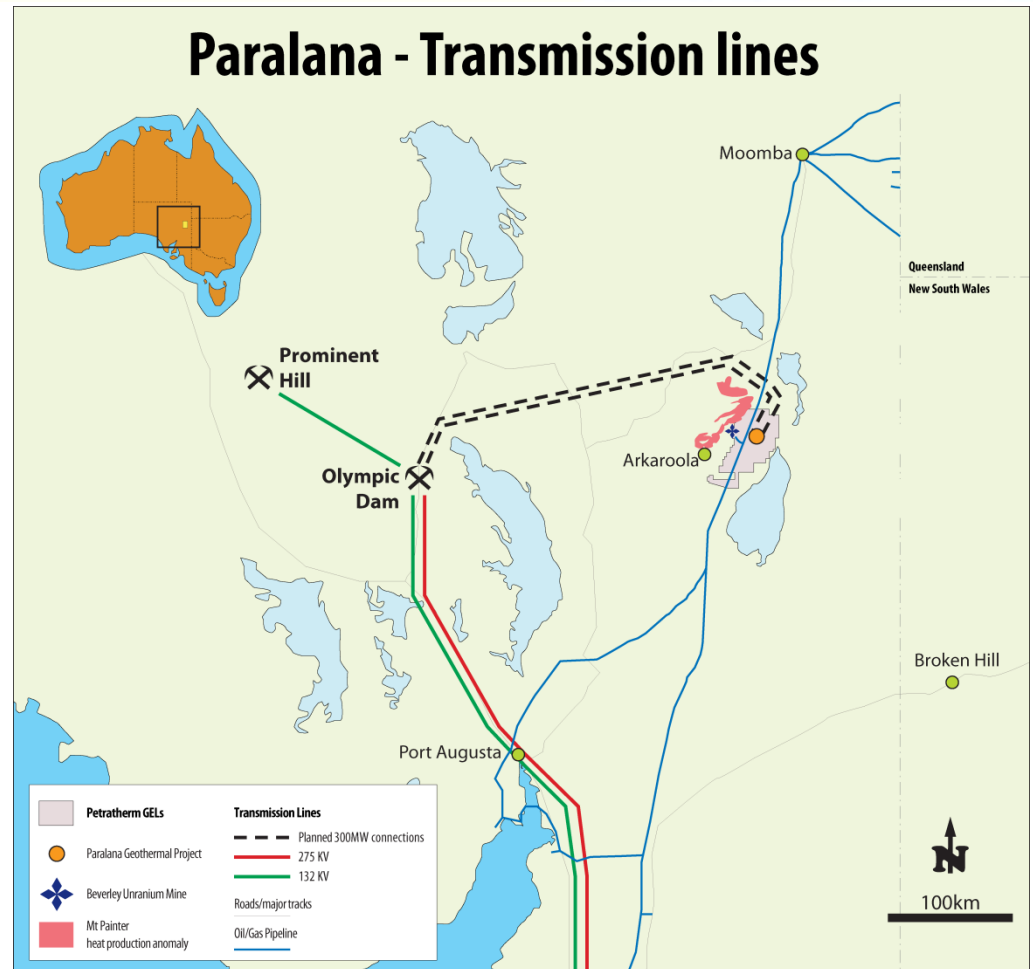 Paralana - Transmission lines
Moomba
Queensland
New South Wales
Prominent
Hill
Olympic
Dam
Arkaroola
Broken Hill
Port Augusta
Petratherm GELs
Paralana Geothermal Project
Beverley Unranium Mine
Mt Painter
heat production anomaly
Transmission Lines
Planned 300MW connections
275 KV
132 KV
Roads/major tracks
Oil/Gas Pipeline
N
100km